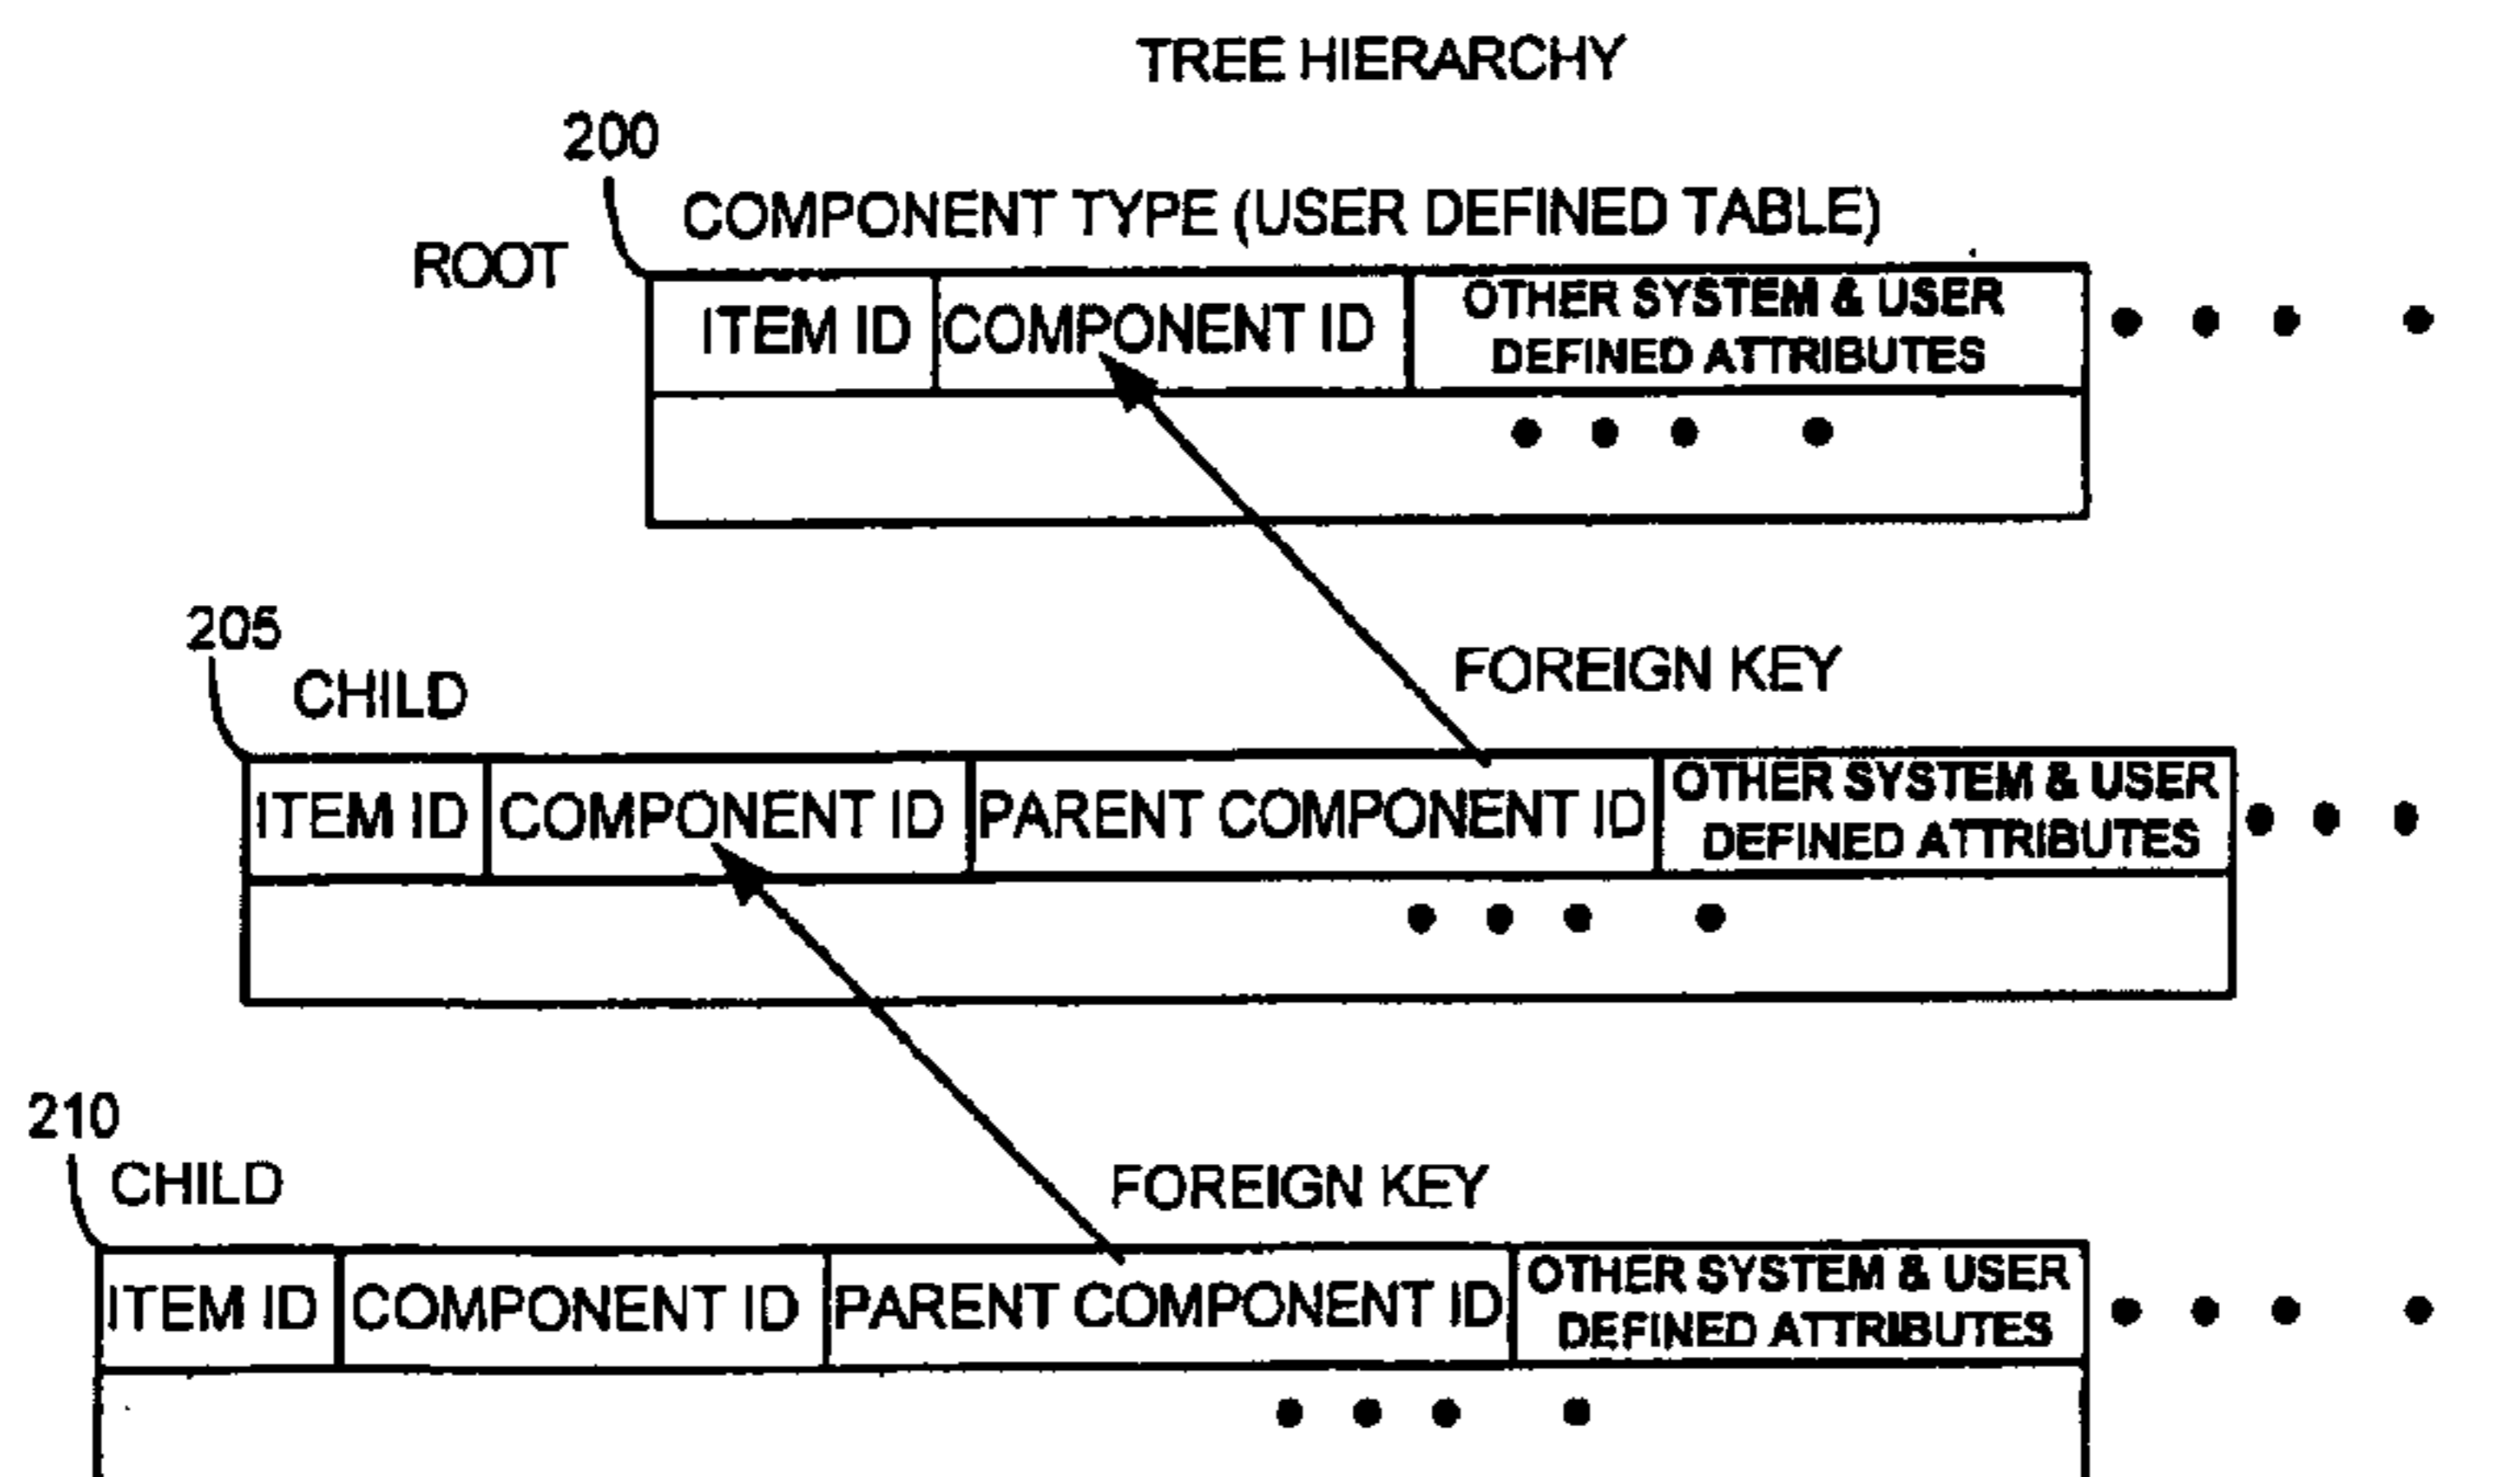 TREE HIERARCHY
200
COMPONENT TYPE (USER DEFINED TABLE)
ROOT
ITEM ID
COMPONENT ID
OTHER SYSTEM & USER
DEFINED ATTRIBUTES
205
CHILD
FOREIGN KEY
ITEM ID
COMPONENT ID
PARENT COMPONENT ID
OTHER SYSTEM & USER
DEFINED ATTRIBUTES
210
CHILD
FOREIGN KEY
ITEM ID
COMPONENT ID
PARENT COMPONENT ID
OTHER SYSTEM & USER
DEFINED ATTRIBUTES